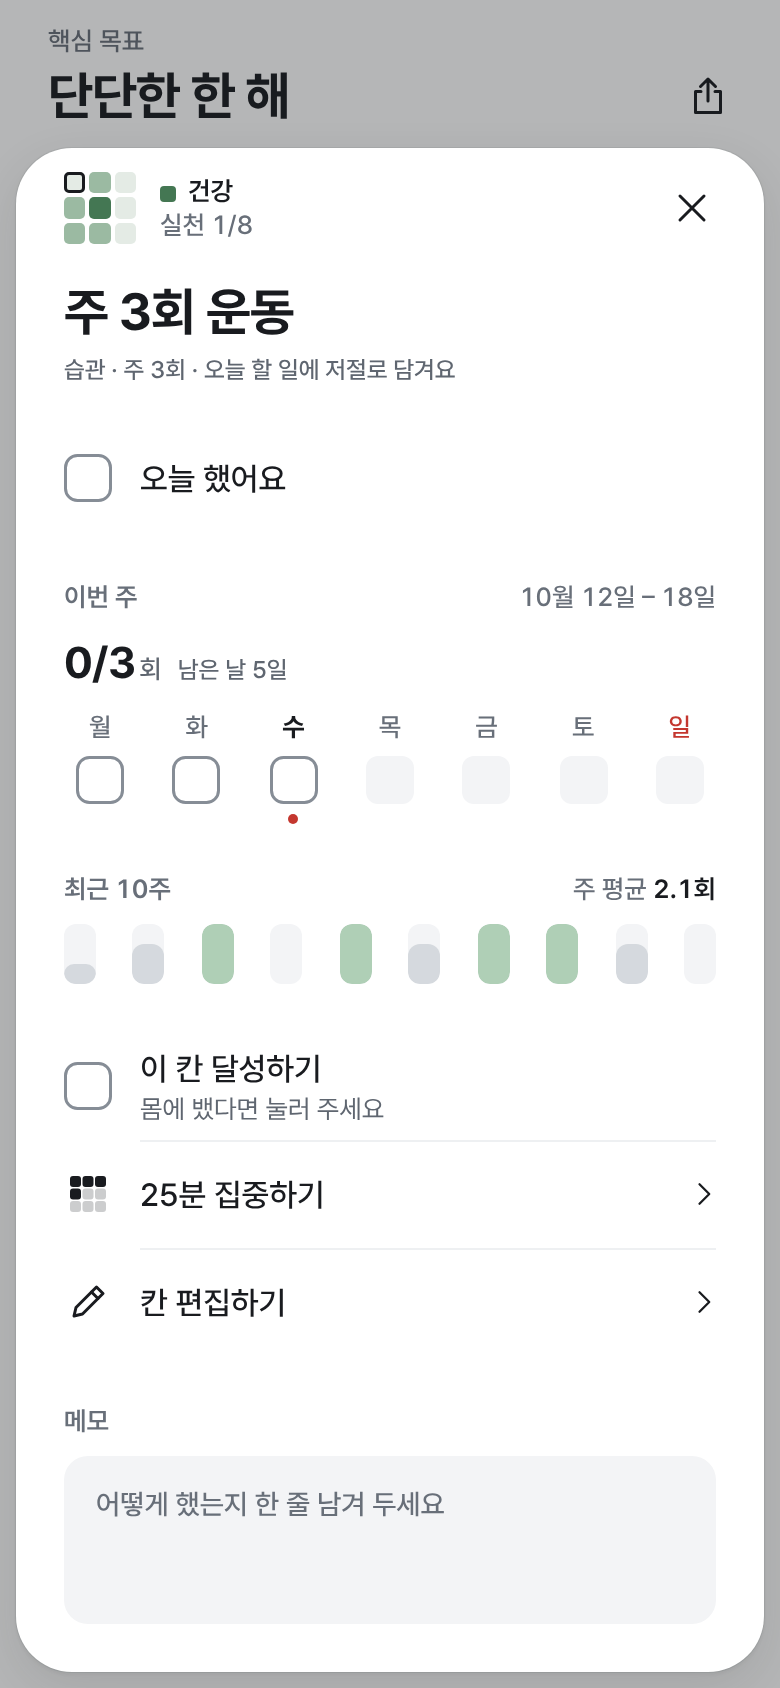 핵심 목표
단단한 한 해
건강
실천 1/8
주 3회 운동
습관 · 주 3회 · 오늘 할 일에 저절로 담겨요
오늘 했어요
이번 주 10월 12일 – 18일
0/3회 남은 날 5일
월 화 수 목 금 토 일
최근 10주 주 평균 2.1회
이 칸 달성하기
몸에 뱄다면 눌러 주세요
25분 집중하기
칸 편집하기
메모
어떻게 했는지 한 줄 남겨 두세요